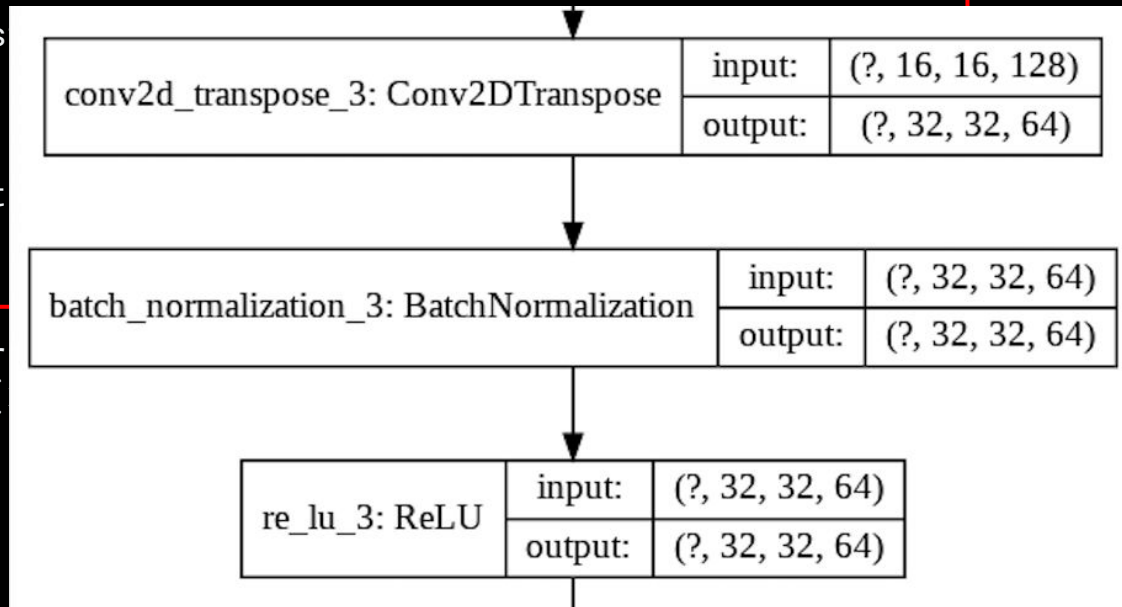 s
conv2d_transpose_3: Conv2DTranspose
input: (?, 16, 16, 128)
output: (?, 32, 32, 64)
t
batch_normalization_3: BatchNormalization
input: (?, 32, 32, 64)
output: (?, 32, 32, 64)
re_lu_3: ReLU
input: (?, 32, 32, 64)
output: (?, 32, 32, 64)